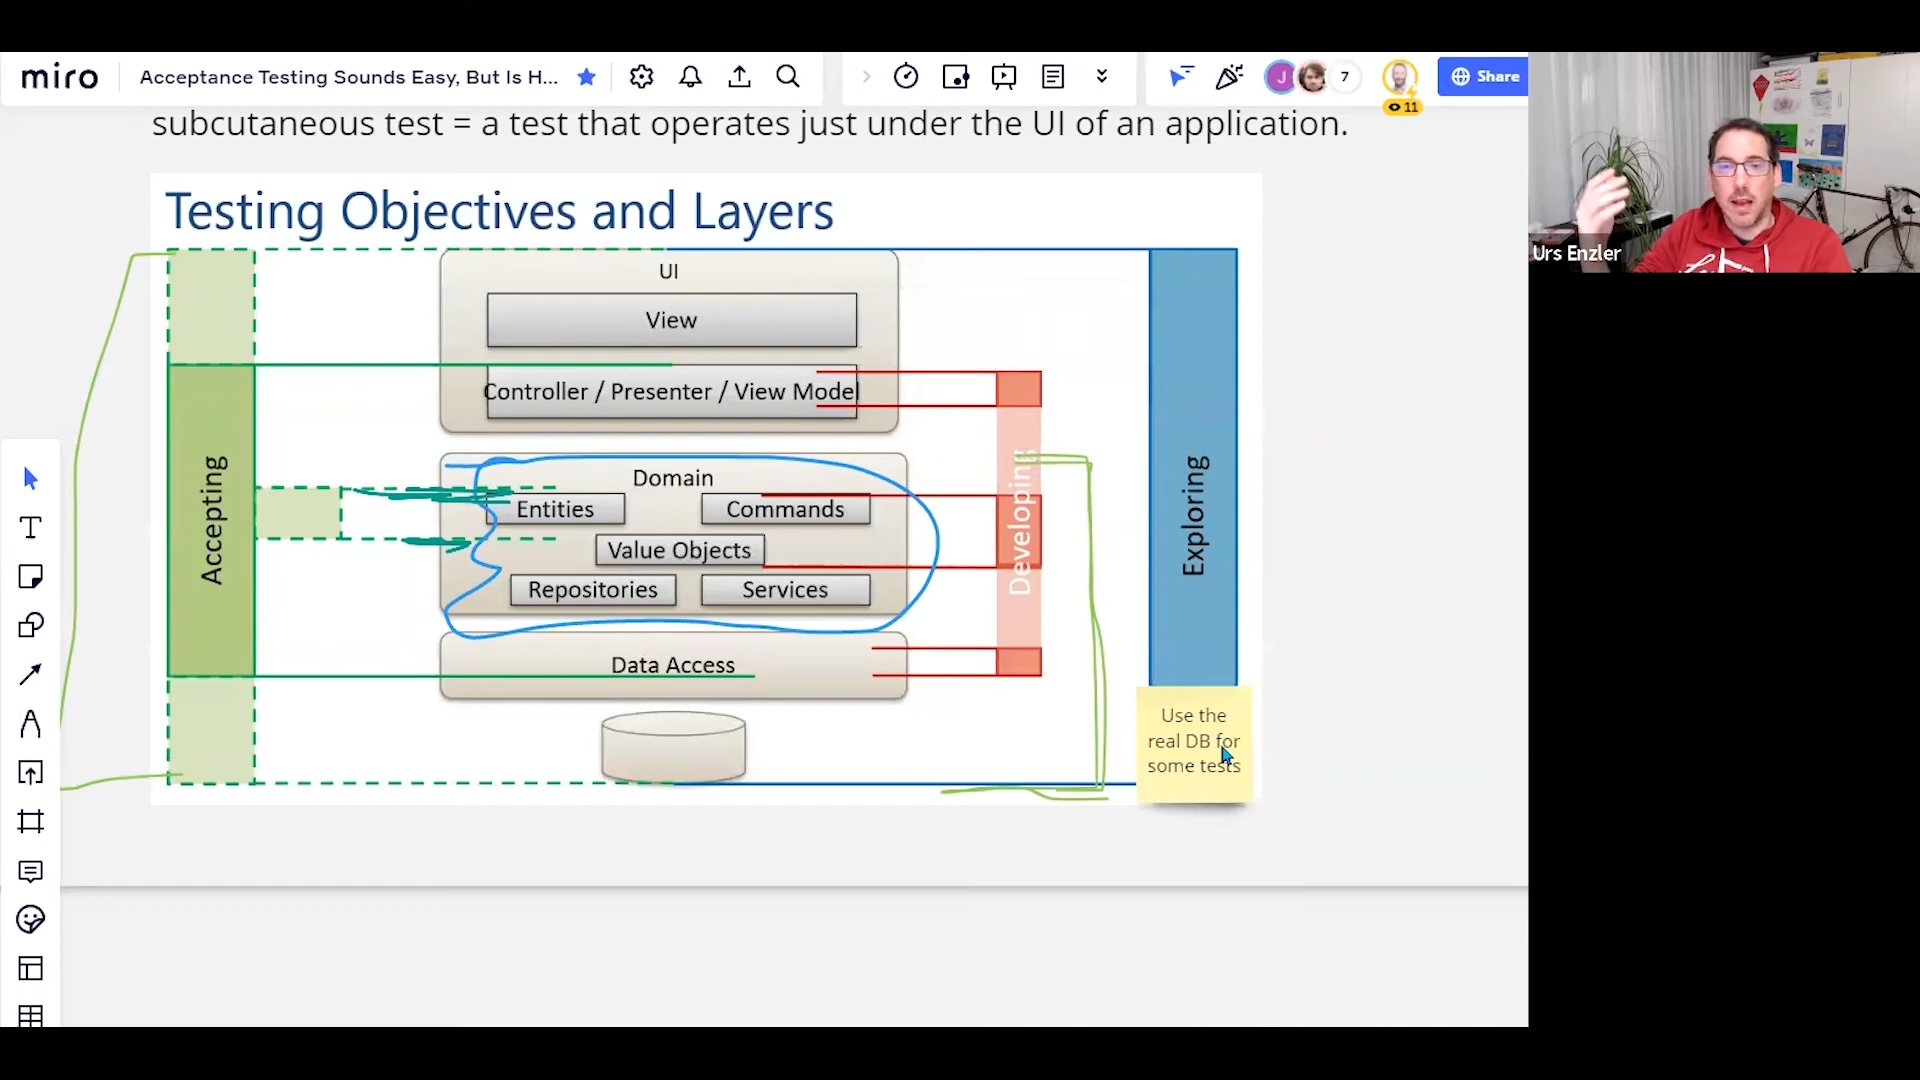 miro
Acceptance Testing Sounds Easy, But Is H...
J
7
11
Share
subcutaneous test = a test that operates just under the UI of an application.
Testing Objectives and Layers
UI
View
Controller / Presenter / View Model
Domain
Entities
Commands
Value Objects
Repositories
Services
Data Access
Accepting
Developing
Exploring
Use the
real DB for
some tests
Urs Enzler